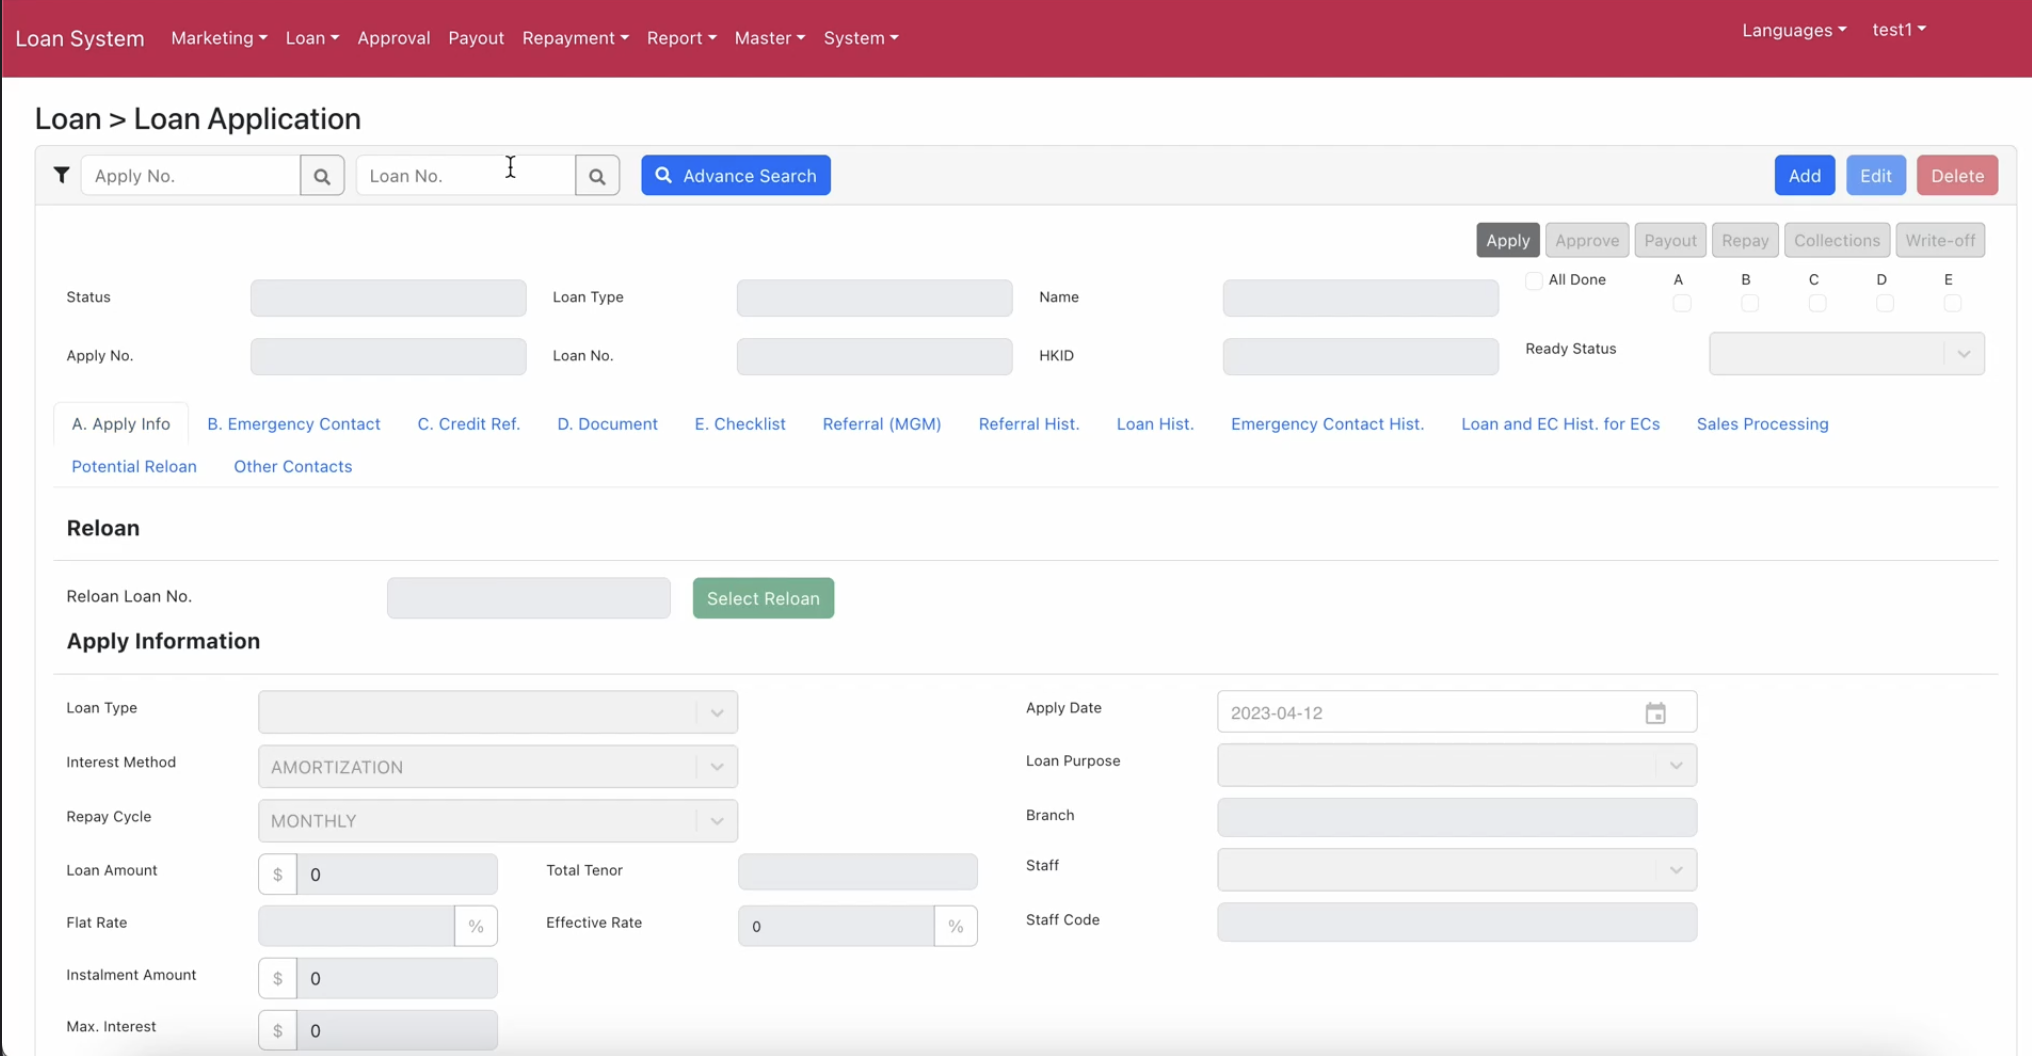 Loan System Marketing Loan Approval Payout Repayment Report Master System Languages test1
Loan > Loan Application
Apply No. Loan No. Advance Search Add Edit Delete
Apply Approve Payout Repay Collections Write-off
All Done A B C D E
Status Loan Type Name
Apply No. Loan No. HKID Ready Status
A. Apply Info B. Emergency Contact C. Credit Ref. D. Document E. Checklist Referral (MGM) Referral Hist. Loan Hist. Emergency Contact Hist. Loan and EC Hist. for ECs Sales Processing
Potential Reloan Other Contacts
Reloan
Reloan Loan No. Select Reloan
Apply Information
Loan Type Apply Date 2023-04-12
Interest Method AMORTIZATION Loan Purpose
Repay Cycle MONTHLY Branch
Loan Amount $ 0 Total Tenor Staff
Flat Rate % Effective Rate 0 % Staff Code
Instalment Amount $ 0
Max. Interest $ 0